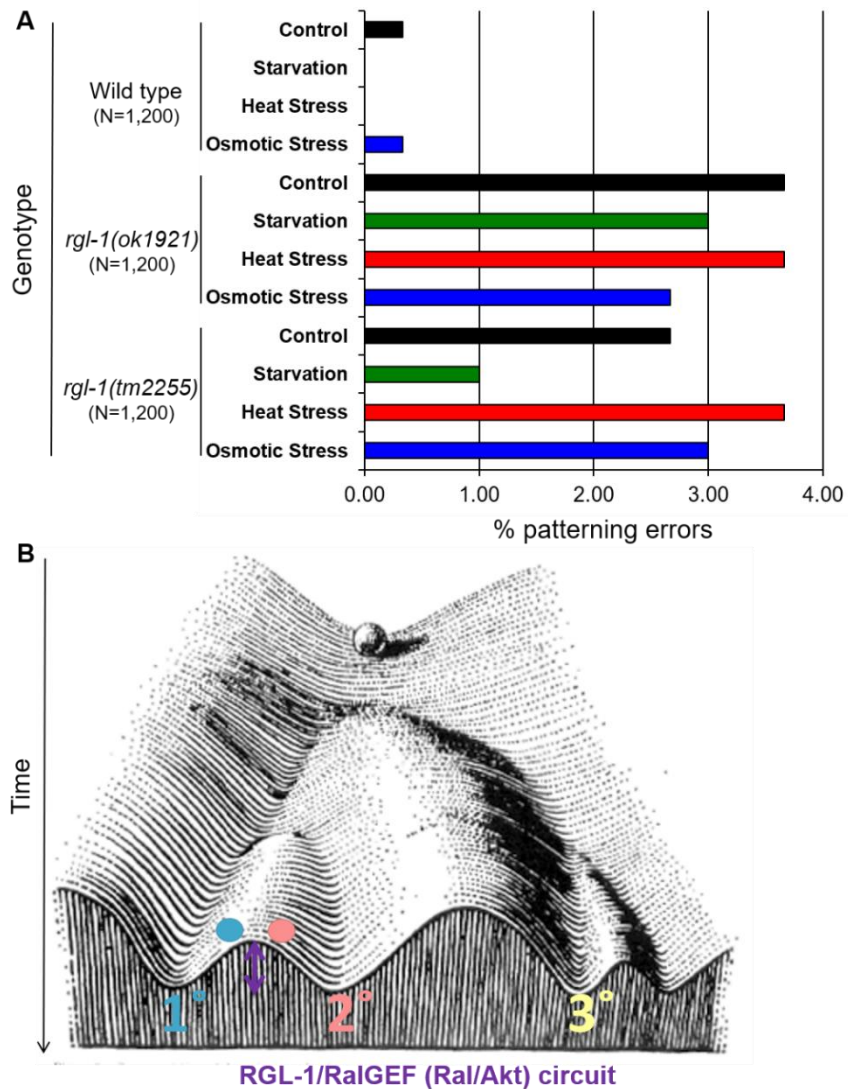 A
Genotype
Wild type
(N=1,200)
Control
Starvation
Heat Stress
Osmotic Stress
rgl-1(ok1921)
(N=1,200)
Control
Starvation
Heat Stress
Osmotic Stress
rgl-1(tm2255)
(N=1,200)
Control
Starvation
Heat Stress
Osmotic Stress
0.00 1.00 2.00 3.00 4.00
% patterning errors
B
Time
1° 2° 3°
RGL-1/RalGEF (Ral/Akt) circuit